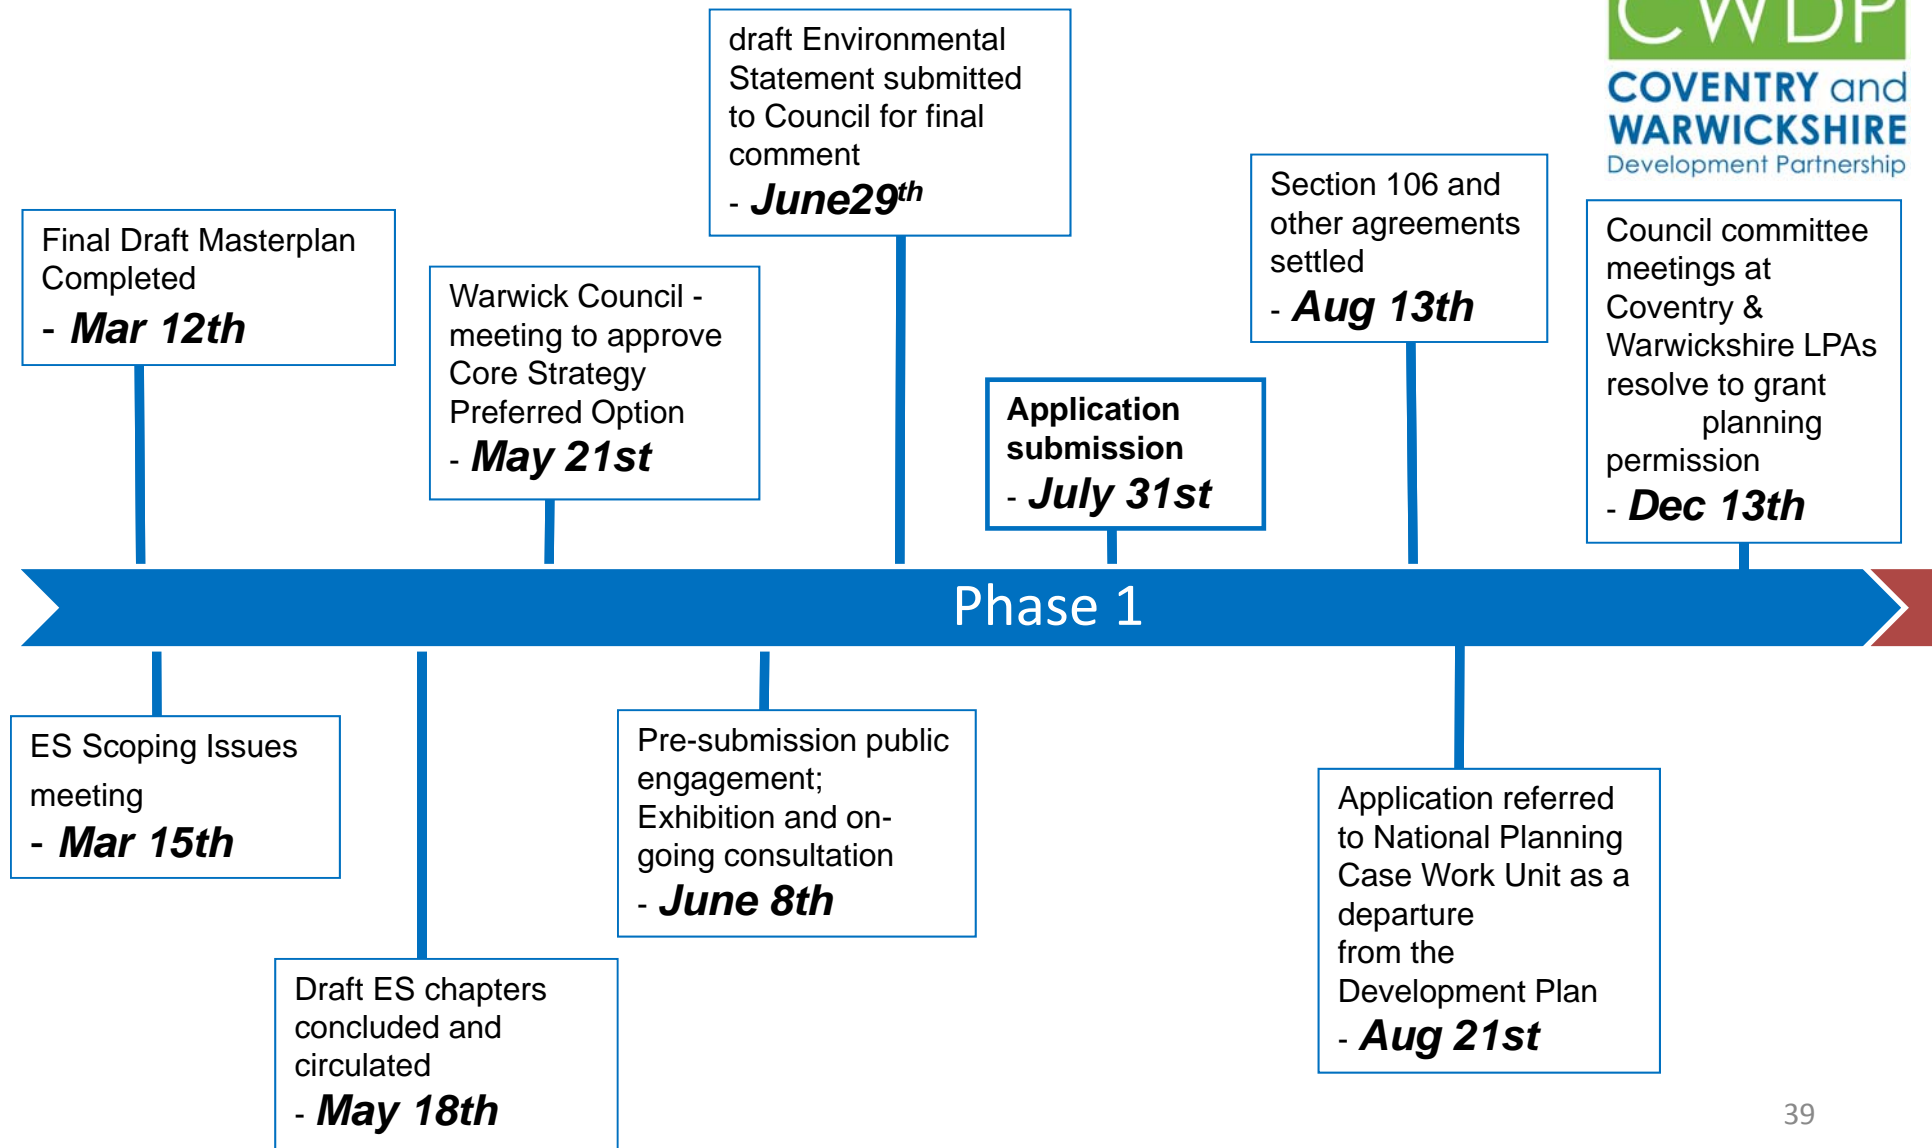 CWDP
COVENTRY and
WARWICKSHIRE
Development Partnership
draft Environmental
Statement submitted
to Council for final
comment
- June29th
Section 106 and
other agreements
settled
- Aug 13th
Final Draft Masterplan
Completed
- Mar 12th
Warwick Council -
meeting to approve
Core Strategy
Preferred Option
- May 21st
Application
submission
- July 31st
Council committee
meetings at
Coventry &
Warwickshire LPAs
resolve to grant
planning
permission
- Dec 13th
Phase 1
ES Scoping Issues
meeting
- Mar 15th
Draft ES chapters
concluded and
circulated
- May 18th
Pre-submission public
engagement;
Exhibition and on-
going consultation
- June 8th
Application referred
to National Planning
Case Work Unit as a
departure
from the
Development Plan
- Aug 21st
39